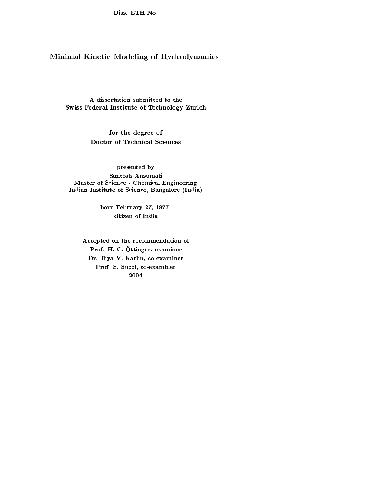 Diss. ETH No
Minimal Kinetic Modeling of Hydrodynamics
A dissertation submitted to the
Swiss Federal Institute of Technology Zurich
for the degree of
Doctor of Technical Sciences
presented by
Santosh Ansumali
Master of Science - Chemical Engineering
Indian Institute of Science, Bangalore (India)
born February 27, 1977
citizen of India
Accepted on the recommendation of
Prof. H. C. Öttinger, examiner
Dr. Ilya V. Karlin, co-examiner
Prof. S. Succi, co-examiner
2004